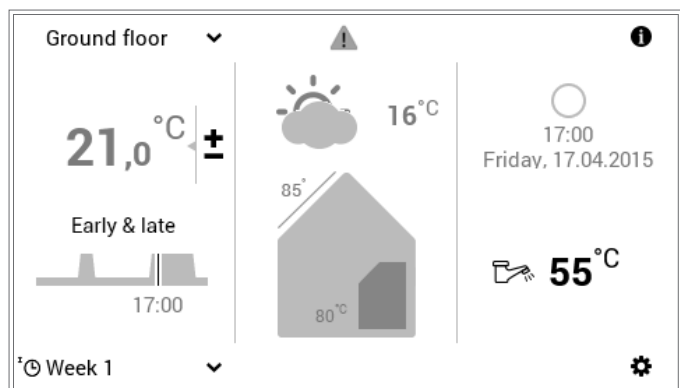 Ground floor
21,0 °C ±
Early & late
17:00
Week 1
16°C
85°
80°C
17:00
Friday, 17.04.2015
55°C